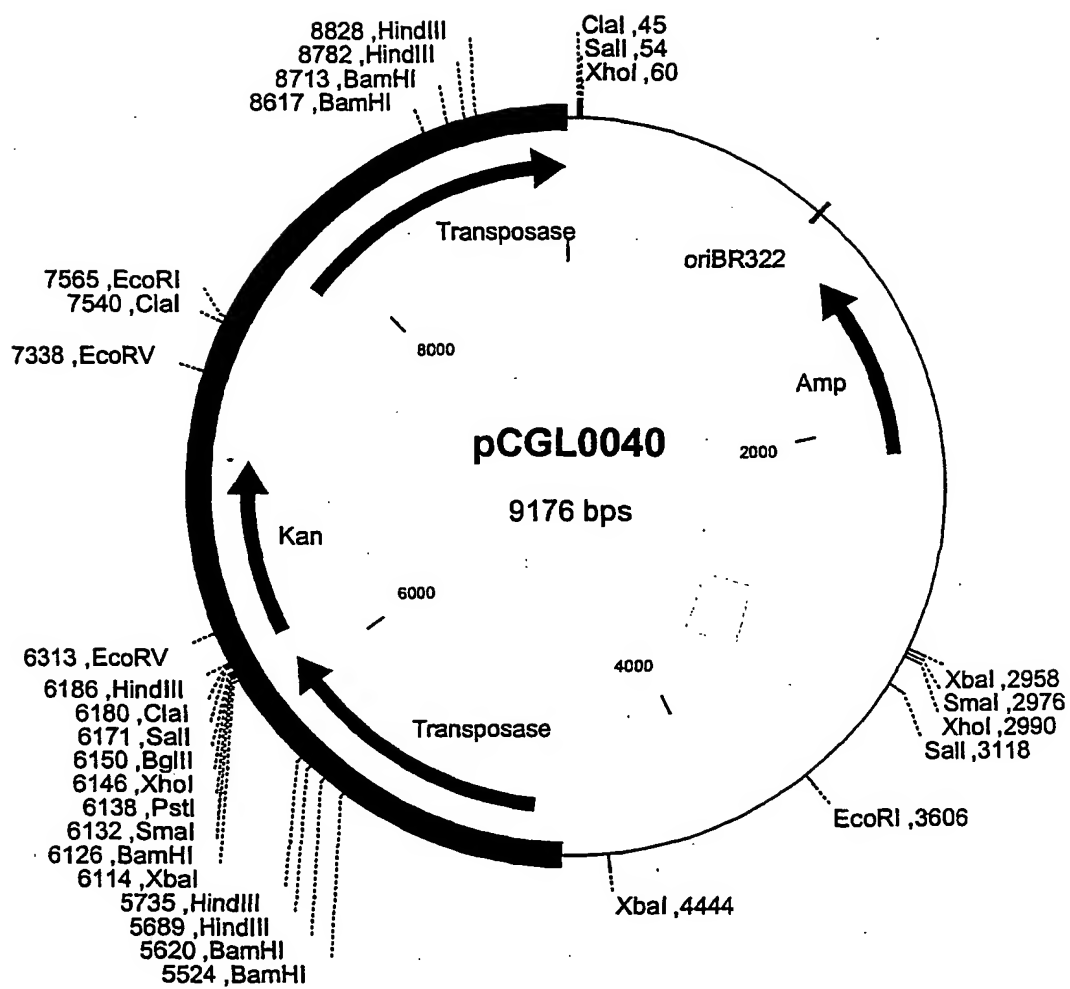 8828 ,HindIII
8782 ,HindIII
8713 ,BamHI
8617 ,BamHI
ClaI ,45
SalI ,54
XhoI ,60
Transposase
oriBR322
7565 ,EcoRI
7540 ,ClaI
7338 ,EcoRV
8000
Amp
pCGL0040
2000
9176 bps
Kan
6000
6313 ,EcoRV
6186 ,HindIII
6180 ,ClaI
6171 ,SalI
6150 ,BglII
6146 ,XhoI
6138 ,PstI
6132 ,SmaI
6126 ,BamHI
6114 ,XbaI
5735 ,HindIII
5689 ,HindIII
5620 ,BamHI
5524 ,BamHI
4000
Transposase
XbaI ,2958
SmaI ,2976
XhoI ,2990
SalI ,3118
EcoRI ,3606
XbaI ,4444